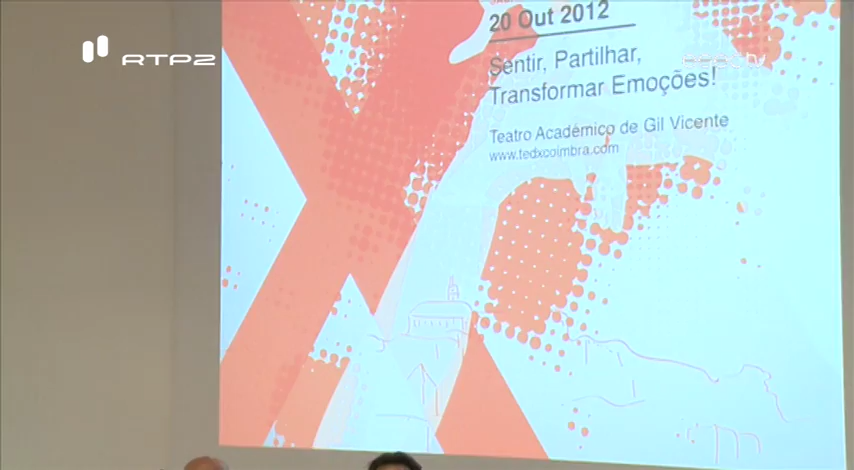 20 Out 2012
RTP2
Sentir, Partilhar,
Transformar Emoções!
Teatro Académico de Gil Vicente
www.tedxcoimbra.com